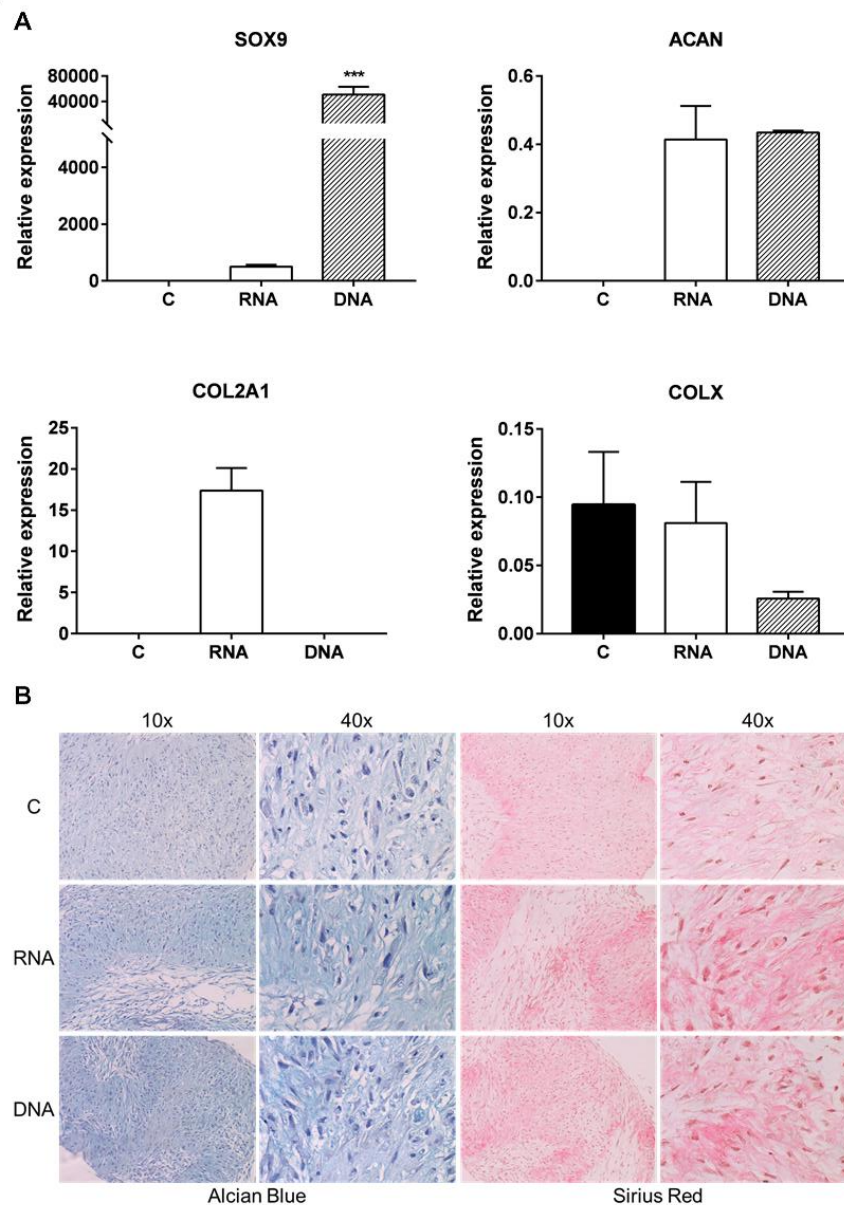 A
SOX9
Relative expression
80000
40000
4000
2000
0
***
C RNA DNA
ACAN
Relative expression
0.6
0.4
0.2
0.0
C RNA DNA
COL2A1
Relative expression
25
20
15
10
5
0
C RNA DNA
COLX
Relative expression
0.15
0.10
0.05
0.00
C RNA DNA
B
10x 40x 10x 40x
C
RNA
DNA
Alcian Blue Sirius Red